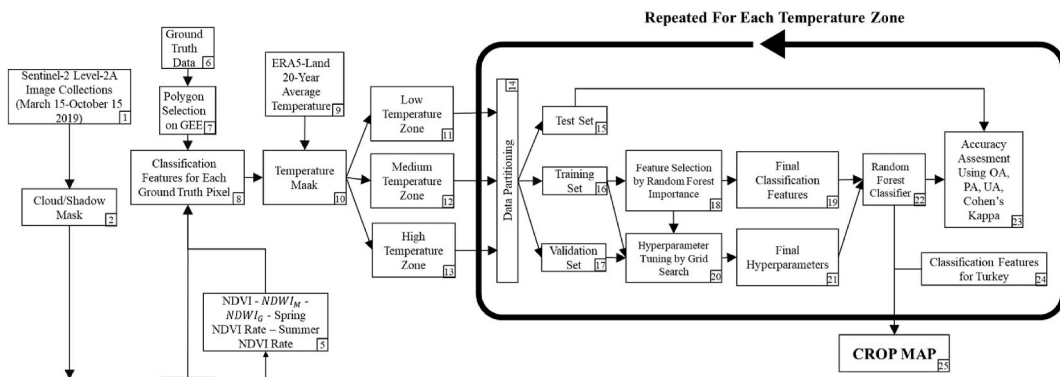 Repeated For Each Temperature Zone
Sentinel-2 Level-2A
Image Collections
(March 15-October 15
2019)
1
Cloud/Shadow
Mask
2
Ground
Truth
Data
6
Polygon
Selection
on GEE
7
Classification
Features for Each
Ground Truth Pixel
8
NDVI - NDWI_M -
NDWI_G - Spring
NDVI Rate – Summer
NDVI Rate
5
ERA5-Land
20-Year
Average
Temperature
9
Temperature
Maak
10
Low
Temperature
Zone
11
Medium
Temperature
Zone
12
High
Temperature
Zone
13
Data Partitioning
14
Test Set
15
Training
Set
16
Validation
Set
17
Feature Selection
by Random Forest
Importance
18
Final
Classification
Features
19
Hyperparameter
Tuning by Grid
Search
20
Final
Hyperparameters
21
Random
Forest
Classifier
22
Accuracy
Assesment
Using OA,
PA, UA,
Cohen's
Kappa
23
Classification Features
for Turkey
24
CROP MAP
25